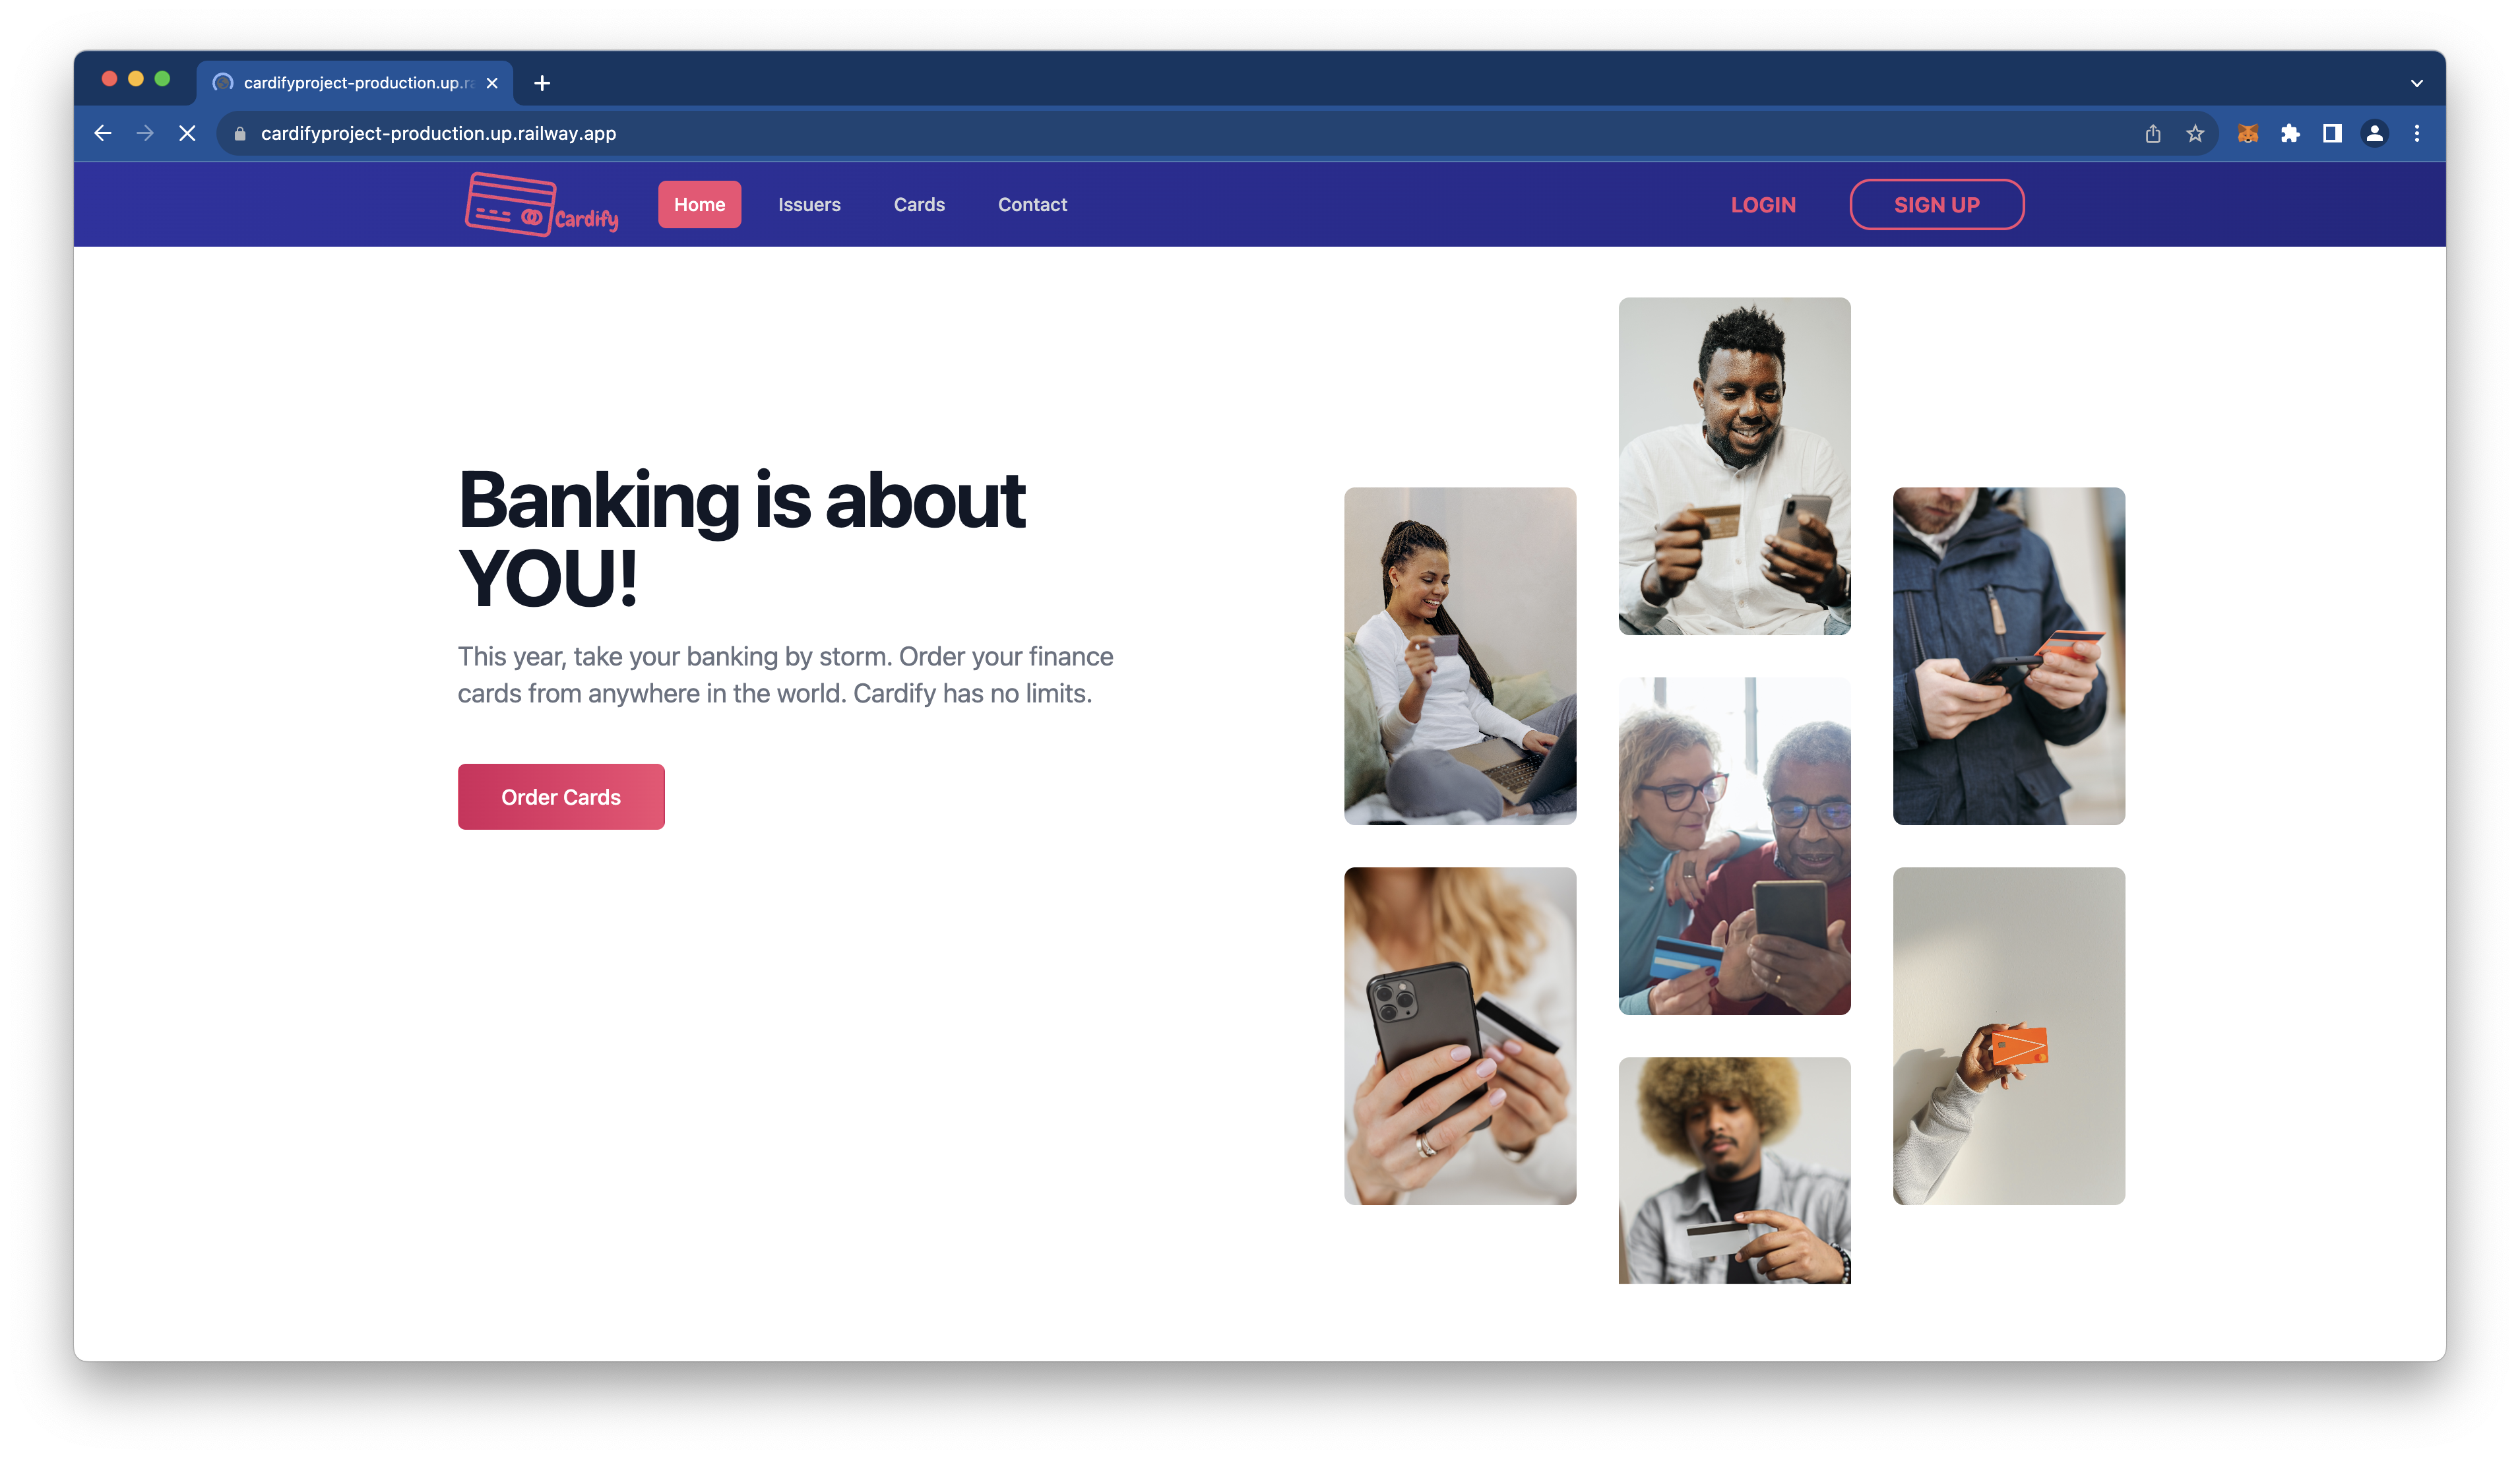 cardifyproject-production.up.ra
cardifyproject-production.up.railway.app
Cardify
Home
Issuers
Cards
Contact
LOGIN
SIGN UP
Banking is about
YOU!
This year, take your banking by storm. Order your finance
cards from anywhere in the world. Cardify has no limits.
Order Cards